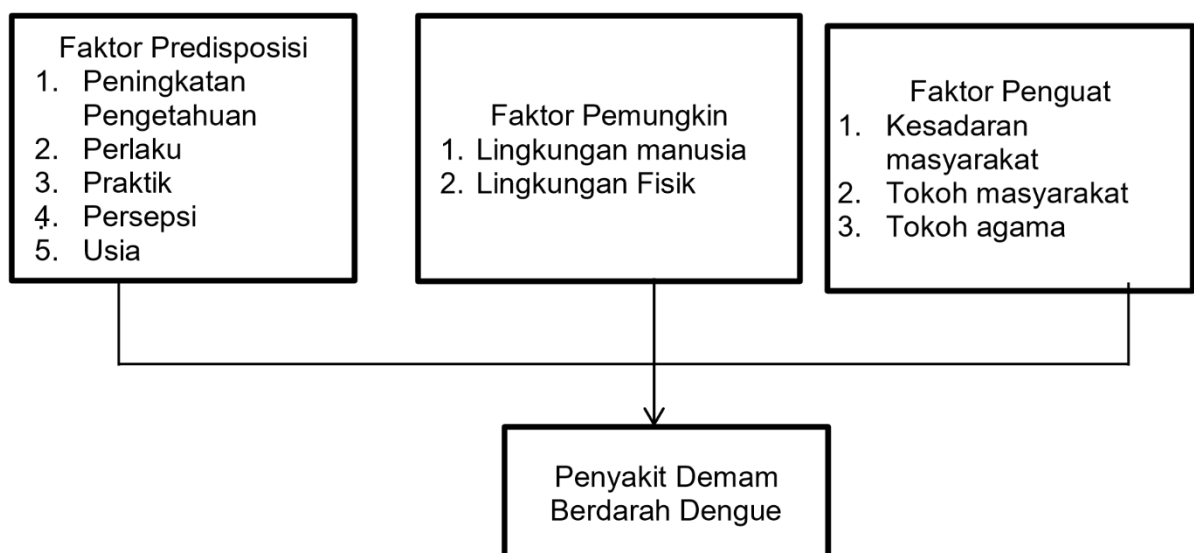 Faktor Predisposisi
1. Peningkatan
Pengetahuan
2. Perlaku
3. Praktik
4. Persepsi
5. Usia
Faktor Pemungkin
1. Lingkungan manusia
2. Lingkungan Fisik
Faktor Penguat
1. Kesadaran
masyarakat
2. Tokoh masyarakat
3. Tokoh agama
Penyakit Demam
Berdarah Dengue